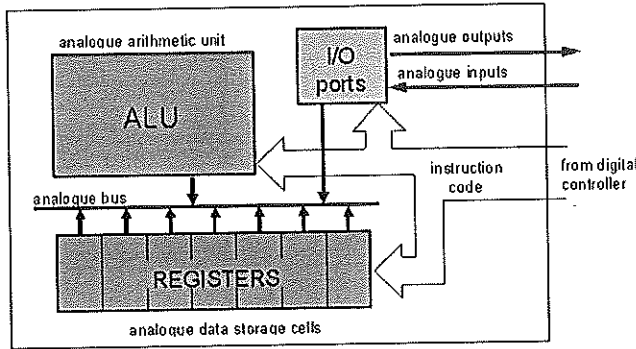 analogue arithmetic unit
ALU
I/O
ports
analogue outputs
analogue inputs
instruction
code
from digital
controller
analogue bus
REGISTERS
analogue data storage cells